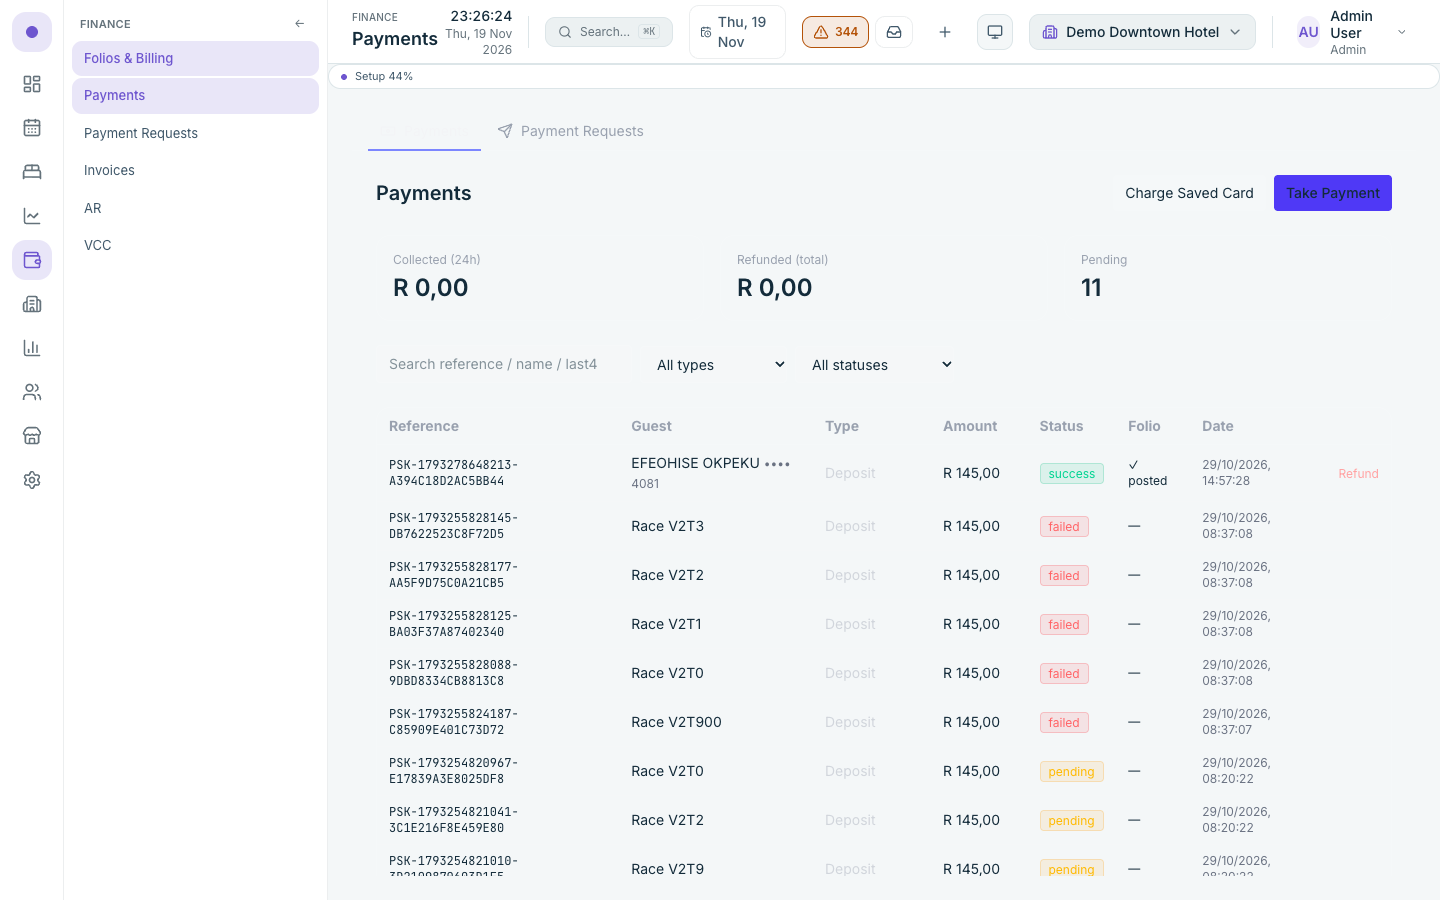 FINANCE
Folios & Billing
Payments
Payment Requests
Invoices
AR
VCC
FINANCE
Payments
23:26:24
Thu, 19 Nov
2026
Search...
⌘K
Thu, 19
Nov
344
Demo Downtown Hotel
AU
Admin
User
Admin
Setup 44%
Payment Requests
Payments
Charge Saved Card
Take Payment
Collected (24h)
R 0,00
Refunded (total)
R 0,00
Pending
11
Search reference / name / last4
All types
All statuses
Reference Guest Type Amount Status Folio Date
PSK-1793278648213-
A394C18D2AC5BB44
EFEOHISE OKPEKU ••••
4081
Deposit
R 145,00
success
✓
posted
29/10/2026,
14:57:28
Refund
PSK-1793255828145-
DB7622523C8F72D5
Race V2T3
Deposit
R 145,00
failed
—
29/10/2026,
08:37:08
PSK-1793255828177-
AA5F9D75C0A21CB5
Race V2T2
Deposit
R 145,00
failed
—
29/10/2026,
08:37:08
PSK-1793255828125-
BA03F37A87402340
Race V2T1
Deposit
R 145,00
failed
—
29/10/2026,
08:37:08
PSK-1793255828088-
9DBD8334CB8813C8
Race V2T0
Deposit
R 145,00
failed
—
29/10/2026,
08:37:08
PSK-1793255824187-
C85909E401C73D72
Race V2T900
Deposit
R 145,00
failed
—
29/10/2026,
08:37:07
PSK-1793254820967-
E17839A3E8025DF8
Race V2T0
Deposit
R 145,00
pending
—
29/10/2026,
08:20:22
PSK-1793254821041-
3C1E216F8E459E80
Race V2T2
Deposit
R 145,00
pending
—
29/10/2026,
08:20:22
PSK-1793254821010-
Race V2T9
Deposit
R 145,00
pending
—
29/10/2026,